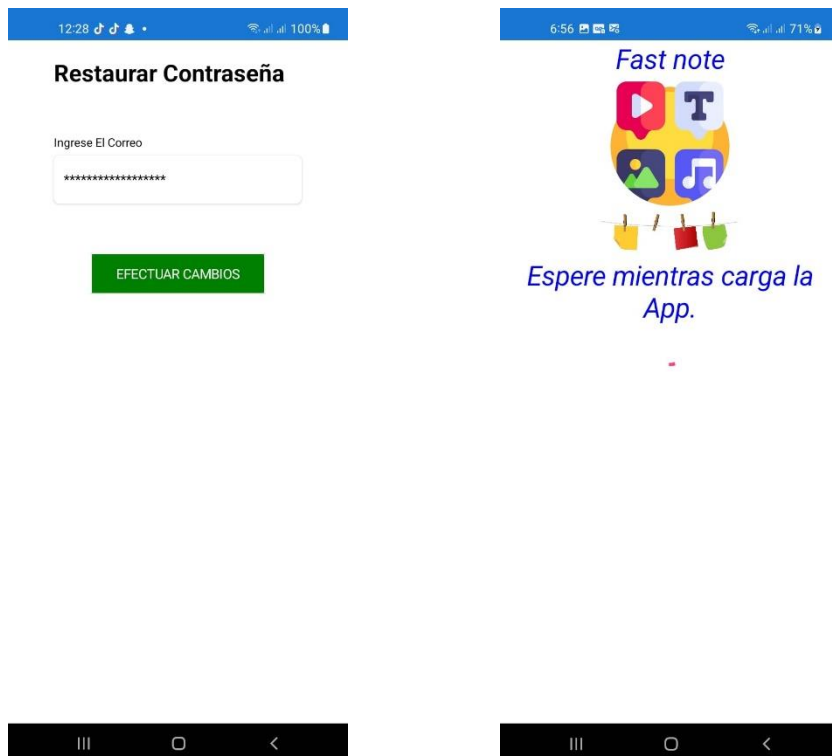 12:28
100%
Restaurar Contraseña
Ingrese El Correo
******************
EFECTUAR CAMBIOS
6:56
71%
Fast note
T
Espere mientras carga la
App.